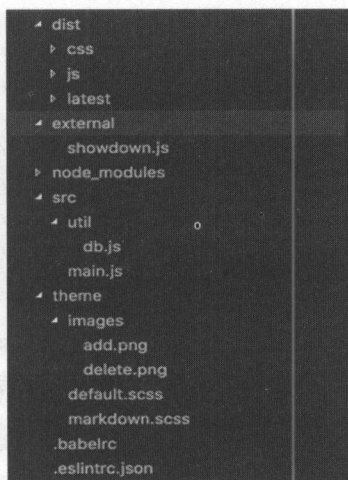 dist
css
js
latest
external
showdown.js
node_modules
src
util
db.js
main.js
theme
images
add.png
delete.png
default.scss
markdown.scss
.babelrc
.eslintrc.json